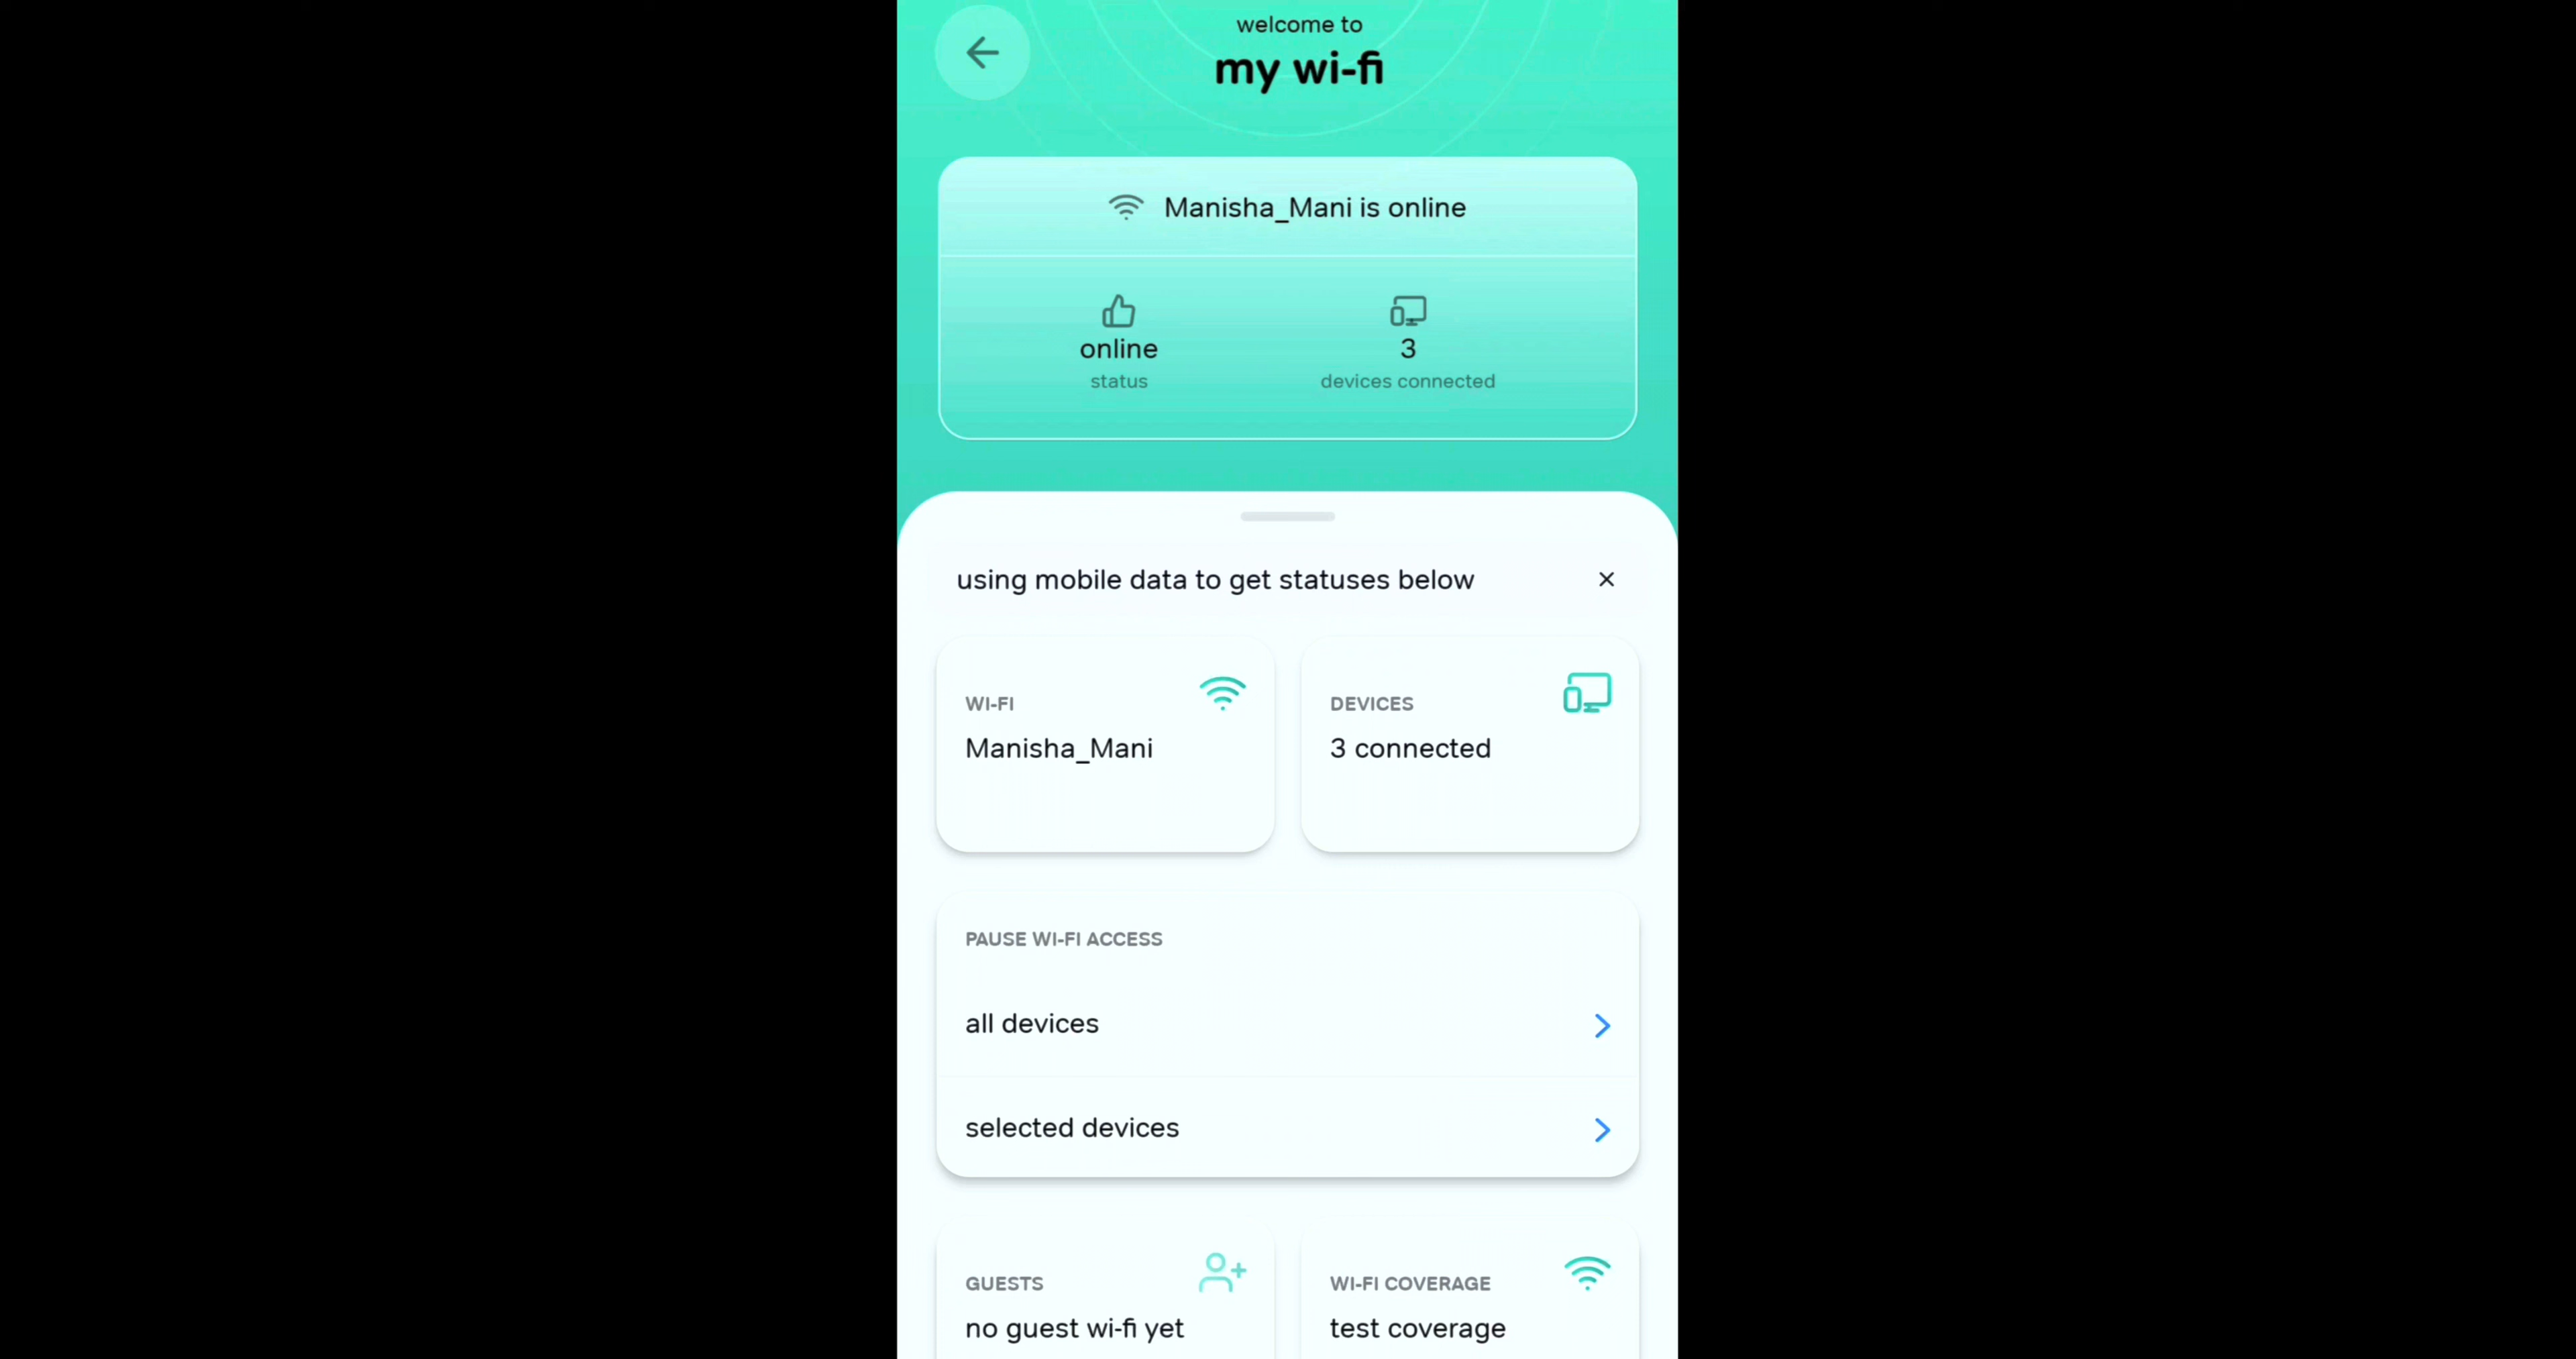 welcome to
my wi-fi
Manisha_Mani is online
online
status
3
devices connected
using mobile data to get statuses below
WI-FI
Manisha_Mani
DEVICES
3 connected
PAUSE WI-FI ACCESS
all devices
selected devices
GUESTS
no guest wi-fi yet
WI-FI COVERAGE
test coverage